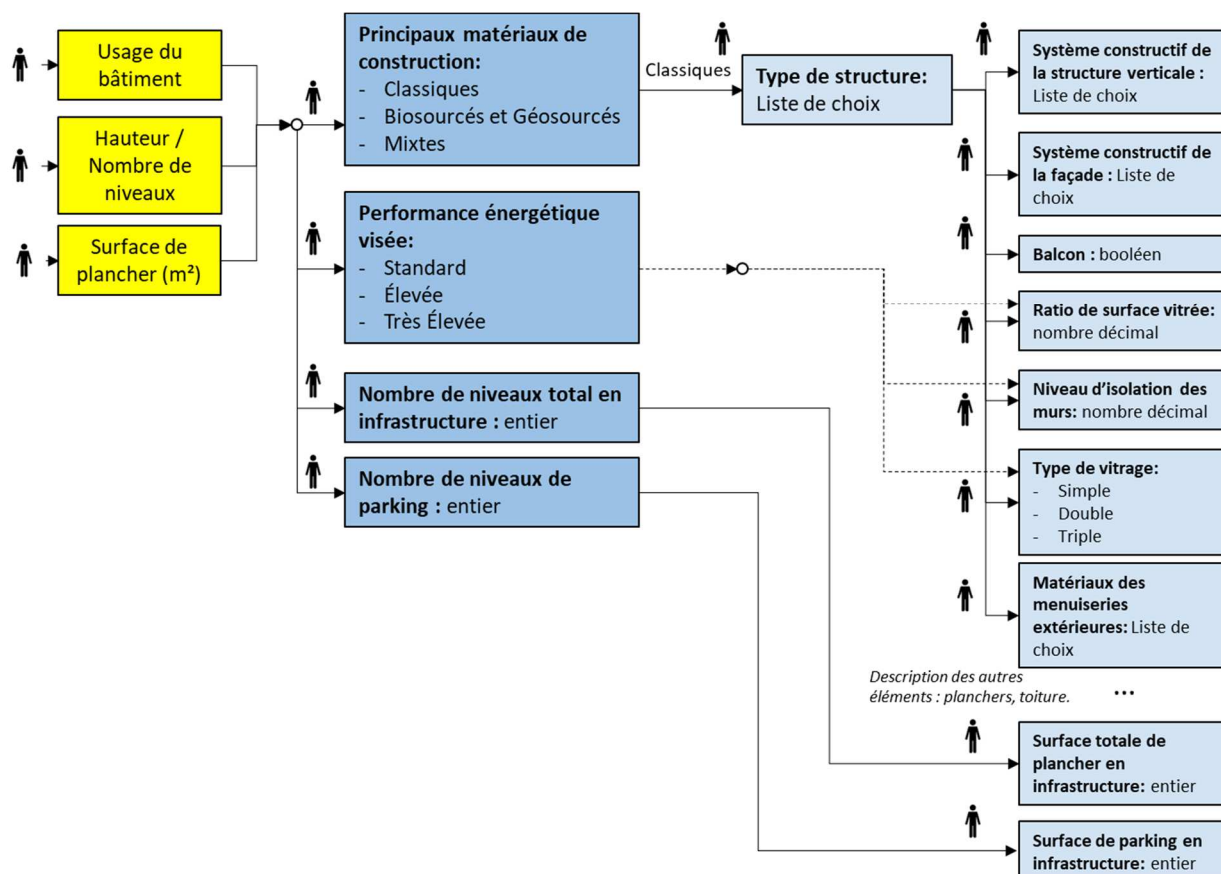 Usage du
bâtiment
Hauteur /
Nombre de
niveaux
Surface de
plancher (m²)
Principaux matériaux de
construction:
- Classiques
- Biosourcés et Géosourcés
- Mixtes
Performance énergétique
visée:
- Standard
- Élevée
- Très Élevée
Nombre de niveaux total en
infrastructure : entier
Nombre de niveaux de
parking : entier
Classiques
Type de structure:
Liste de choix
Système constructif de
la structure verticale :
Liste de choix
Système constructif de
la façade : Liste de
choix
Balcon : booléen
Ratio de surface vitrée:
nombre décimal
Niveau d'isolation des
murs: nombre décimal
Type de vitrage:
- Simple
- Double
- Triple
Matériaux des
menuiseries
extérieures: Liste de
choix
Description des autres
éléments : planchers, toiture.
...
Surface totale de
plancher en
infrastructure: entier
Surface de parking en
infrastructure: entier